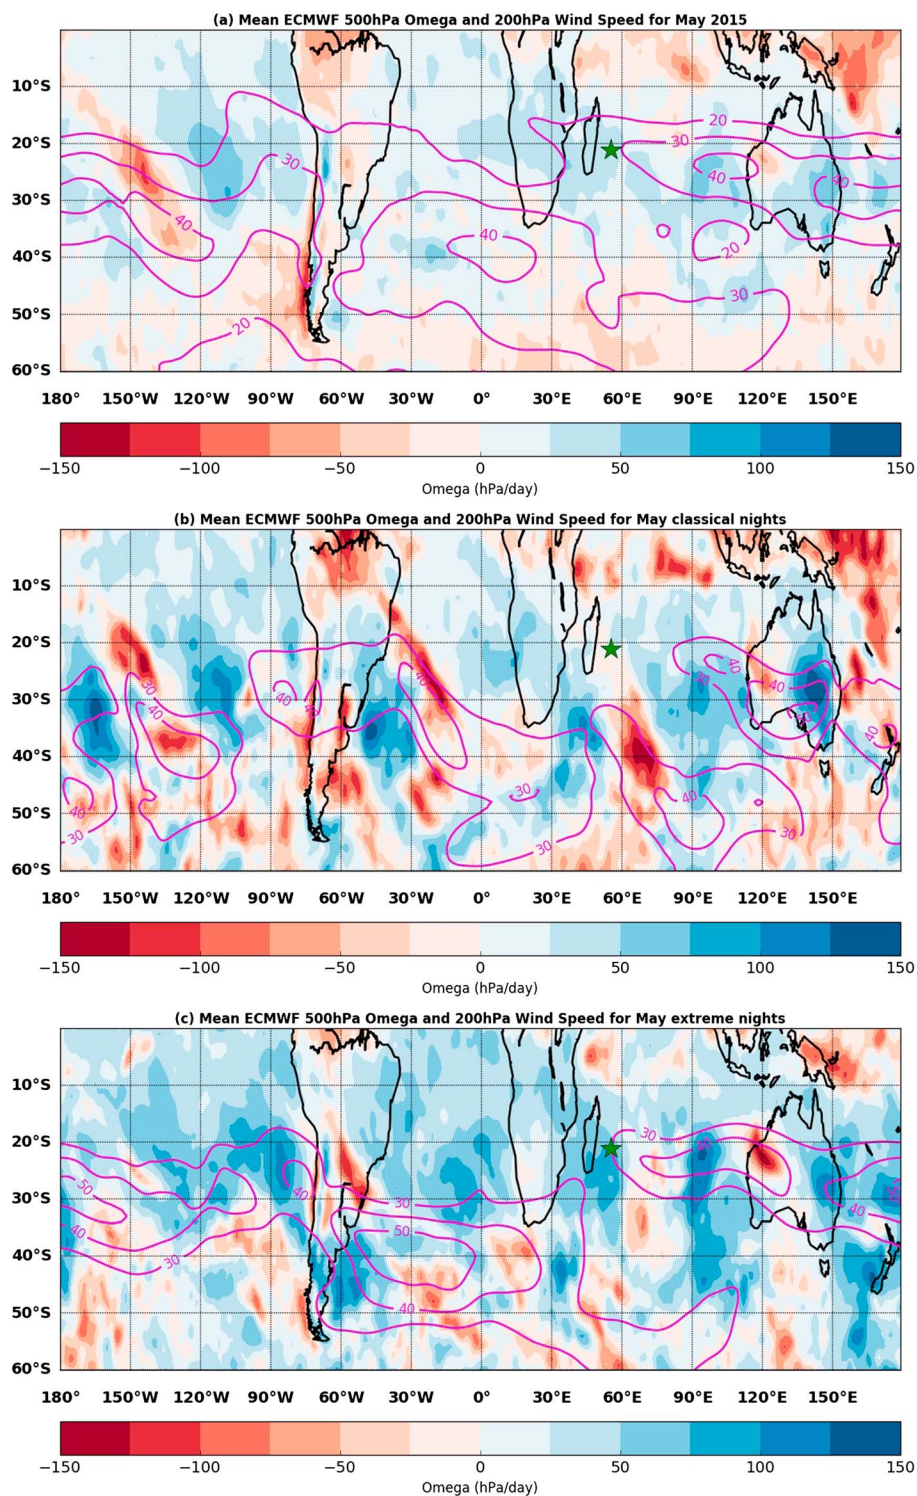 (a) Mean ECMWF 500hPa Omega and 200hPa Wind Speed for May 2015
10°S
20°S
30°S
40°S
50°S
60°S
20
30
40
30
40
40
40
20
30
20
180° 150°W 120°W 90°W 60°W 30°W 0° 30°E 60°E 90°E 120°E 150°E
−150 −100 −50 0 50 100 150
Omega (hPa/day)
(b) Mean ECMWF 500hPa Omega and 200hPa Wind Speed for May classical nights
10°S
20°S
30°S
40°S
50°S
60°S
40
30
40
30
40
40
40
40
40
50
40
30
40
40
30
30
30
180° 150°W 120°W 90°W 60°W 30°W 0° 30°E 60°E 90°E 120°E 150°E
−150 −100 −50 0 50 100 150
Omega (hPa/day)
(c) Mean ECMWF 500hPa Omega and 200hPa Wind Speed for May extreme nights
10°S
20°S
30°S
40°S
50°S
60°S
30
40
50
40
30
50
40
40
50
30
40
180° 150°W 120°W 90°W 60°W 30°W 0° 30°E 60°E 90°E 120°E 150°E
−150 −100 −50 0 50 100 150
Omega (hPa/day)